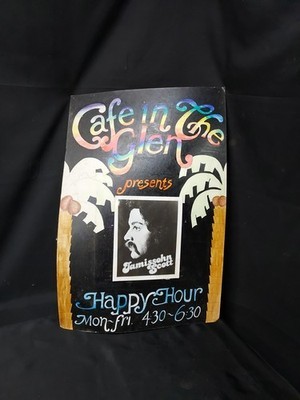 Cafe in The
Glen
presents
Jamissohn
Scott
Happy Hour
Mon-fri. 4:30-6:30